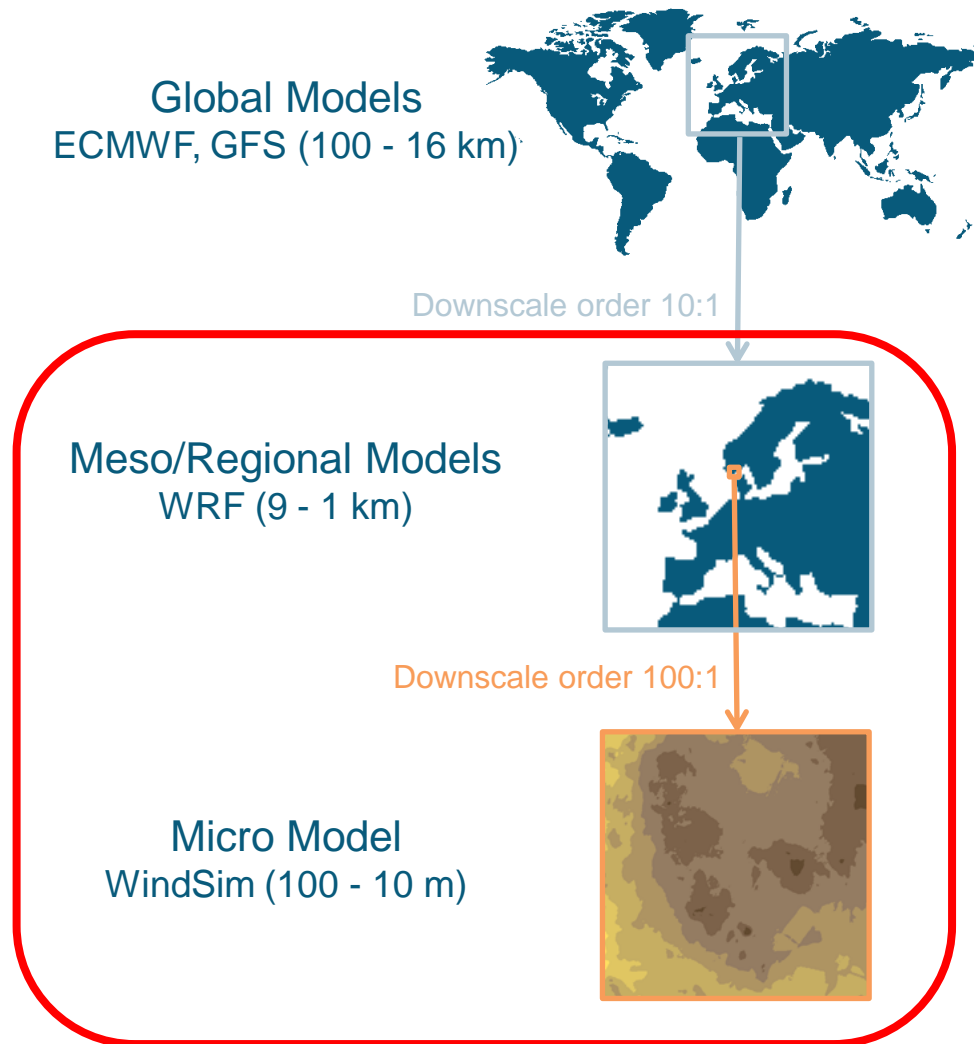 Global Models
ECMWF, GFS (100 - 16 km)
Downscale order 10:1
Meso/Regional Models
WRF (9 - 1 km)
Downscale order 100:1
Micro Model
WindSim (100 - 10 m)